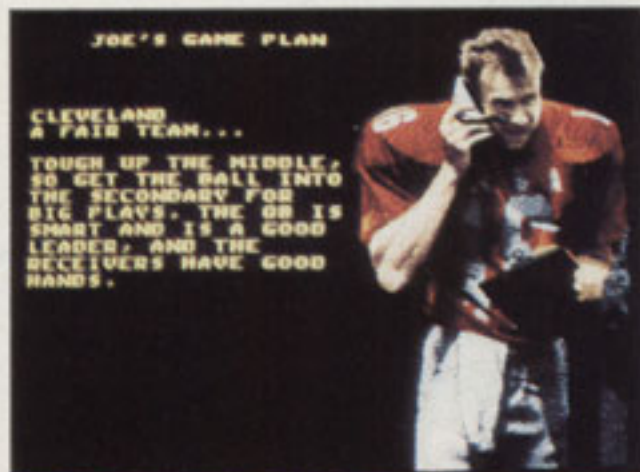 JOE'S GAME PLAN
CLEVELAND
A FAIR TEAM...
TOUGH UP THE MIDDLE,
SO GET THE BALL INTO
THE SECONDARY FOR
BIG PLAYS. THE QB IS
SMART AND IS A GOOD
LEADER, AND THE
RECEIVERS HAVE GOOD
HANDS.